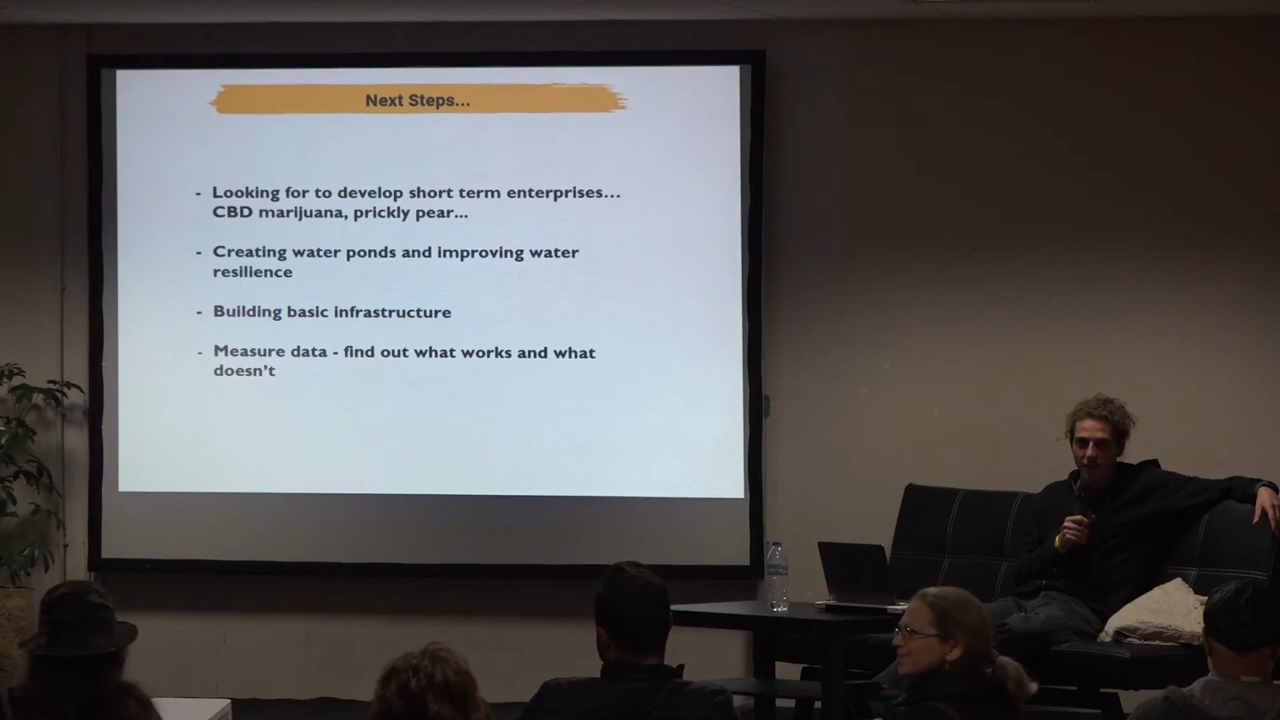 Next Steps...
- Looking for to develop short term enterprises...
CBD marijuana, prickly pear...
- Creating water ponds and improving water
resilience
- Building basic infrastructure
- Measure data - find out what works and what
doesn't